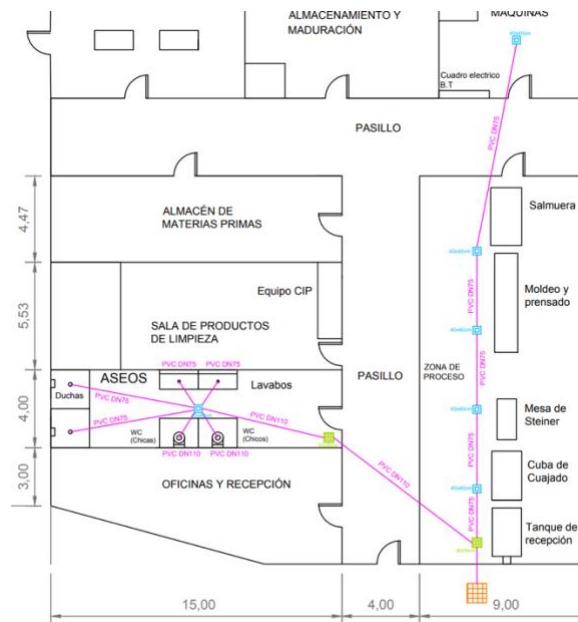 ALMACENAMIENTO Y
MADURACIÓN
MÁQUINAS
Cuadro electrico
B.T
PASILLO
PVC DN75
4,47
ALMACÉN DE
MATERIAS PRIMAS
Salmuera
5,53
Equipo CIP
SALA DE PRODUCTOS
DE LIMPIEZA
PVC DN75
Moldeo y
prensado
PVC DN75
PVC DN75
PVC DN75
ASEOS
Lavabos
PASILLO
ZONA DE
PROCESO
PVC DN75
4,00
Duchas
PVC DN75
PVC DN75
PVC DN110
Mesa de
Steiner
WC
(Chicas)
WC
(Chicos)
PVC DN110
PVC DN110
PVC DN110
Cuba de
Cuajado
PVC DN75
3,00
OFICINAS Y RECEPCIÓN
Tanque de
recepción
15,00
4,00
9,00